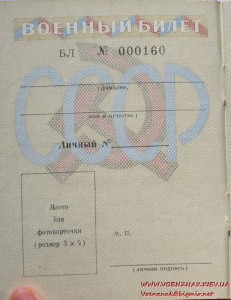 ВОЕННЫЙ БИЛЕТ
БЛ № 000160
СССР
(фамилия,
имя и отчество)
Личный №
Место
для
фотокарточки
(размер 3 × 4)
М. П.
(личная подпись)
www.VOENZNAK.KIEV.UA
Voenznak@bigmir.net